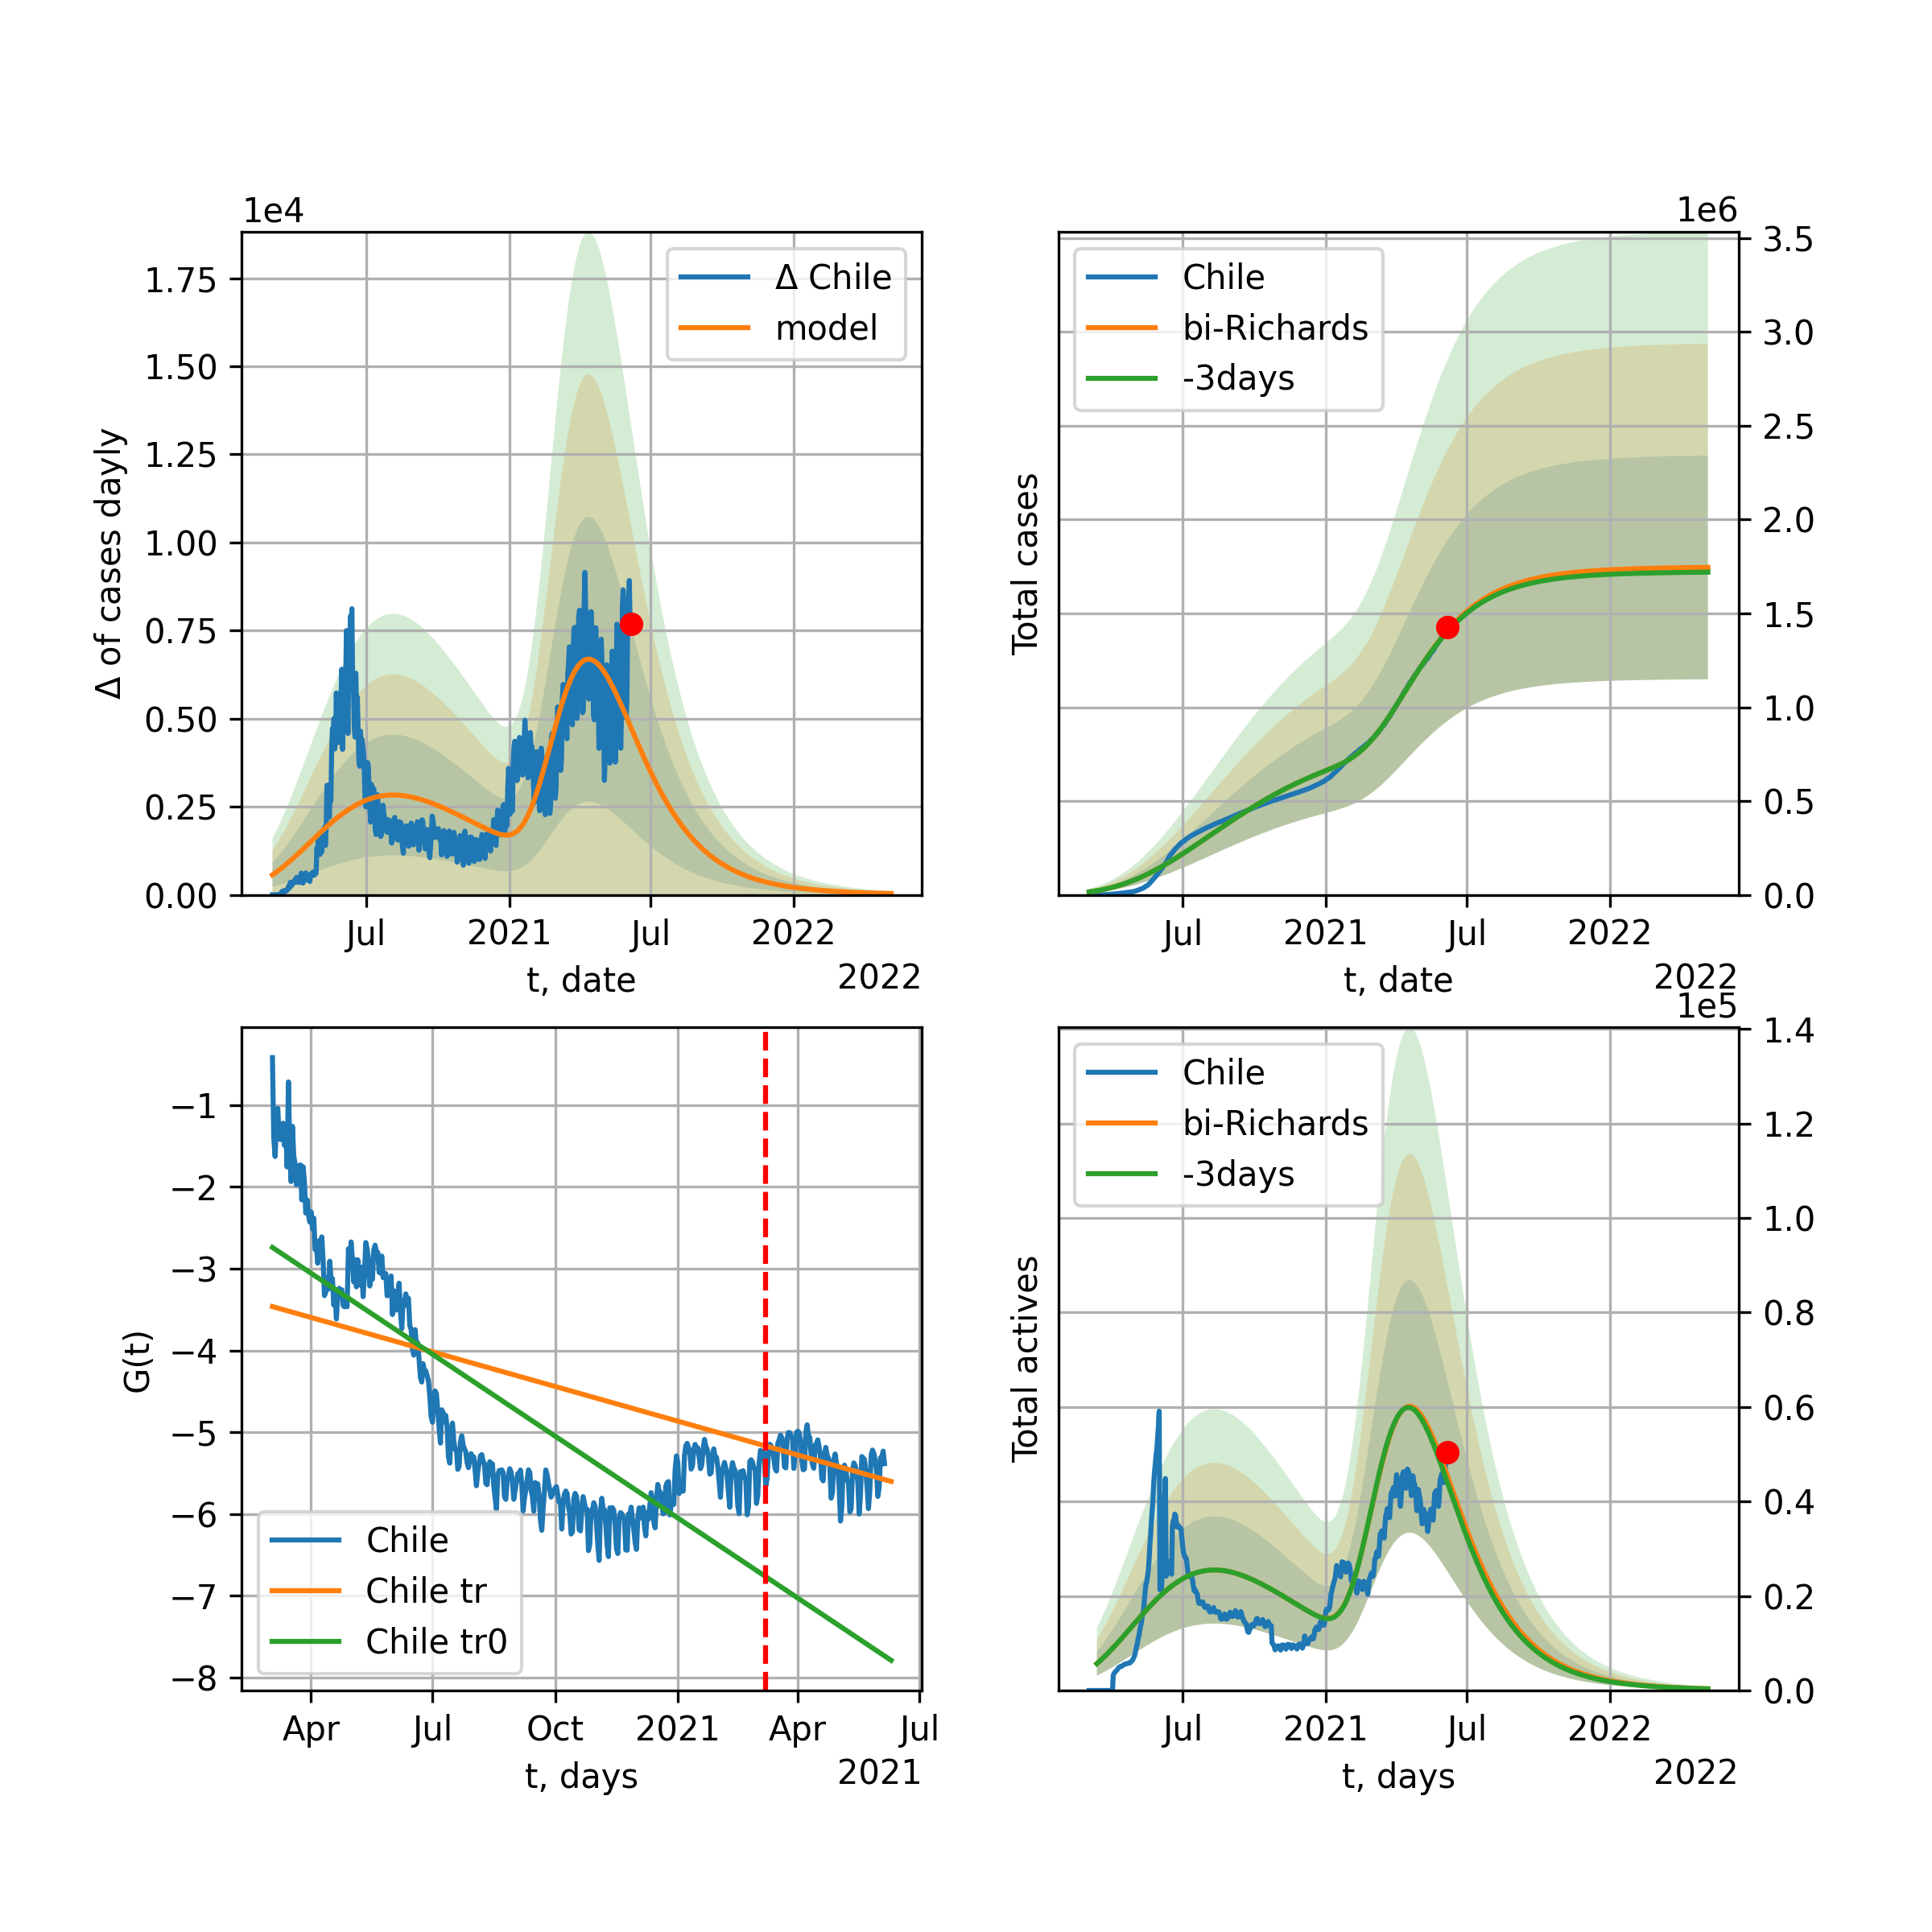 1e4
Δ of cases dayly
1.75
1.50
1.25
1.00
0.75
0.50
0.25
0.00
Δ Chile
model
Jul 2021 Jul 2022
t, date
2022
1e6
Total cases
3.5
3.0
2.5
2.0
1.5
1.0
0.5
0.0
Chile
bi-Richards
-3days
Jul 2021 Jul 2022
t, date
2022
G(t)
−1
−2
−3
−4
−5
−6
−7
−8
Chile
Chile tr
Chile tr0
Apr Jul Oct 2021 Apr Jul
t, days
2021
1e5
Total actives
1.4
1.2
1.0
0.8
0.6
0.4
0.2
0.0
Chile
bi-Richards
-3days
Jul 2021 Jul 2022
t, days
2022